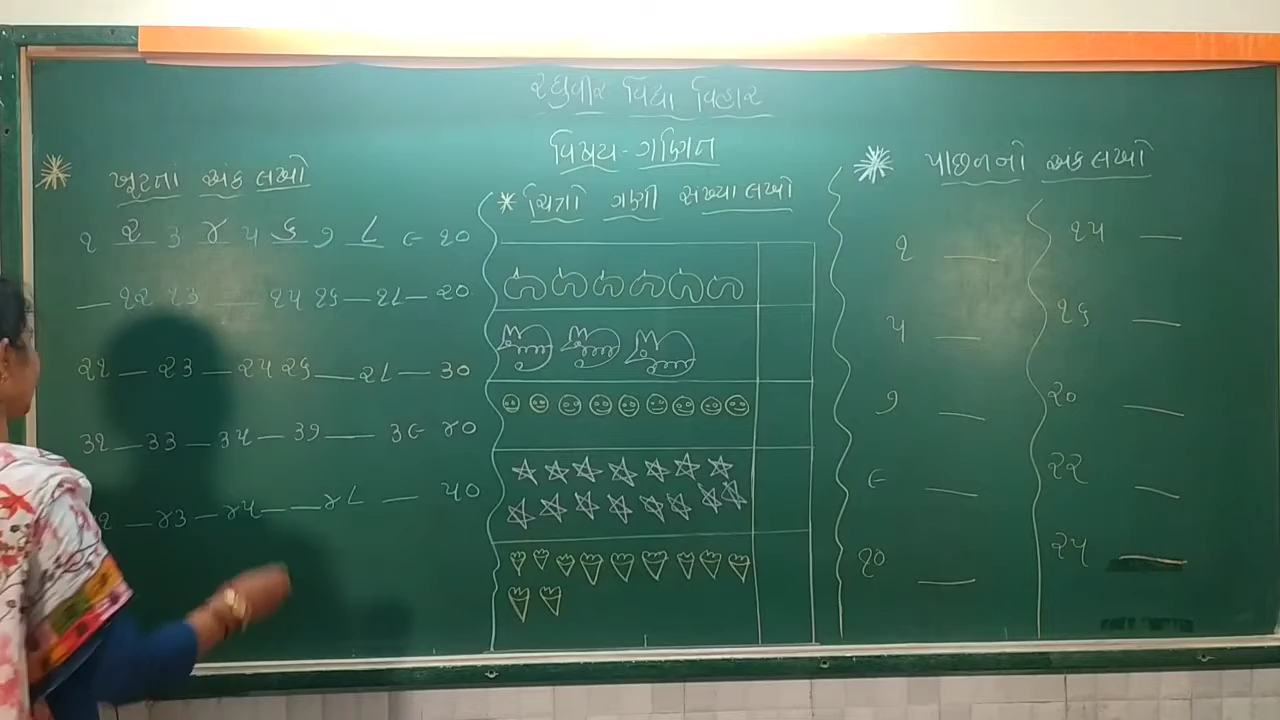 રઘુવીર વિદ્યા વિહાર
વિષય - ગણિત
* ખૂટતાં અંક લખો
૧ ૨ ૩ ૪ ૫ ૬ ૭ ૮ ૯ ૧૦
_ ૧૨ ૧૩ _ ૧૫ ૧૬ _ ૧૮ _ ૨૦
૨૧ _ ૨૩ _ ૨૫ ૨૬ _ ૨૮ _ ૩૦
૩૧ _ ૩૩ _ ૩૫ _ ૩૭ _ ૩૯ ૪૦
_ ૪૩ _ ૪૫ _ _ ૪૮ _ ૫૦
* ચિત્રો ગણી સંખ્યા લખો
* પાછળનો અંક લખો
૧ _
૫ _
૭ _
૯ _
૧૦ _
૧૫ _
૧૬ _
૨૦ _
૨૨ _
૨૫ _